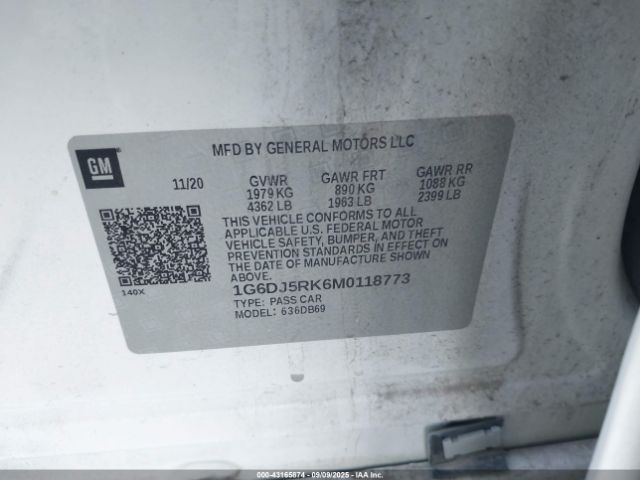 GM
MFD BY GENERAL MOTORS LLC
11/20 GVWR GAWR FRT GAWR RR
1979 KG 890 KG 1088 KG
4362 LB 1963 LB 2399 LB
THIS VEHICLE CONFORMS TO ALL
APPLICABLE U.S. FEDERAL MOTOR
VEHICLE SAFETY, BUMPER, AND THEFT
PREVENTION STANDARDS IN EFFECT ON
THE DATE OF MANUFACTURE SHOWN
ABOVE.
140X
1G6DJ5RK6M0118773
TYPE: PASS CAR
MODEL: 636DB69
000-43165874 09/09/2025 IAAI.COM